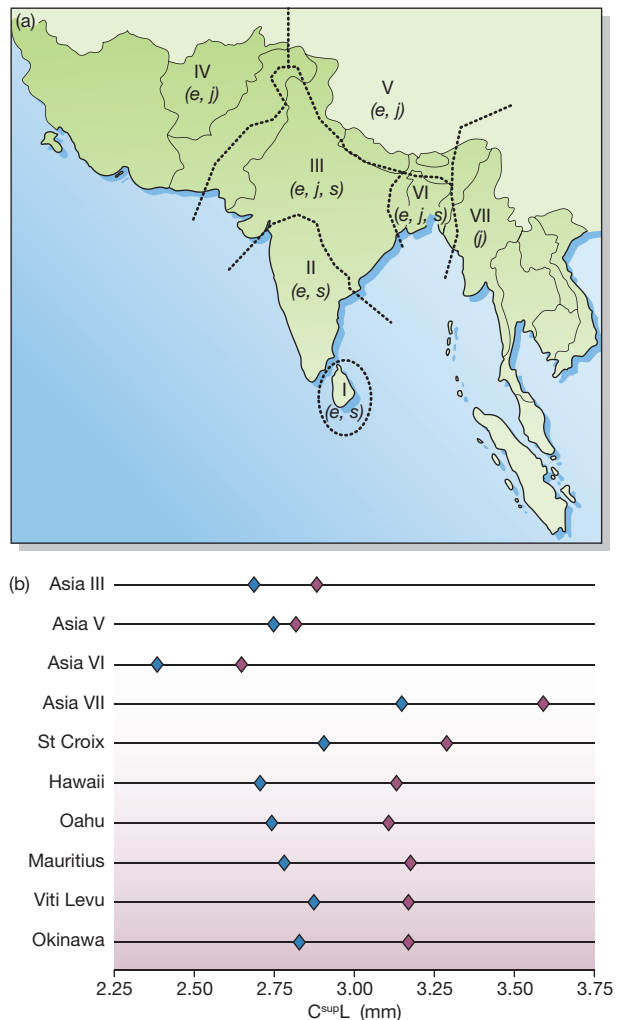 (a)
IV
(e, j)
V
(e, j)
III
(e, j, s)
VI
(e, j, s)
VII
(j)
II
(e, s)
I
(e, s)
(b)
Asia III
Asia V
Asia VI
Asia VII
St Croix
Hawaii
Oahu
Mauritius
Viti Levu
Okinawa
2.25 2.50 2.75 3.00 3.25 3.50 3.75
CsupL (mm)